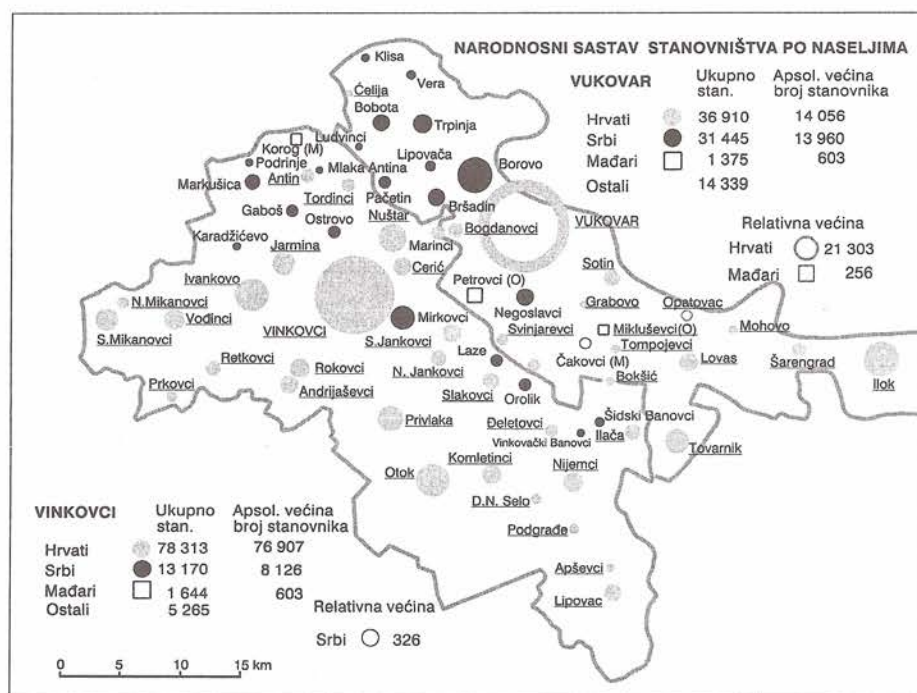 NARODNOSNI SASTAV STANOVNIŠTVA PO NASELJIMA
VUKOVAR
Ukupno stan.
Apsol. većina broj stanovnika
Hrvati 36 910 14 056
Srbi 31 445 13 960
Mađari 1 375 603
Ostali 14 339
Relativna većina
Hrvati 21 303
Mađari 256
Klisa
Vera
Ćelija
Bobota
Trpinja
Ludvinci
Korog (M)
Podrinje
Mlaka Antina
Lipovača
Borovo
Antin
Markušica
Tordinci
Pačetin
Bršadin
Gaboš
Ostrovo
Nuštar
Bogdanovci
VUKOVAR
Karadžićevo
Marinci
Jarmina
Cerić
Sotin
Ivankovo
Petrovci (O)
N.Mikanovci
Negoslavci
Grabovo
Opatovac
Vođinci
VINKOVCI
Mirkovci
Svinjarevci
Mikluševci(O)
Mohovo
S.Mikanovci
S.Jankovci
Tompojevci
Laze
Čakovci (M)
Lovas
Šarengrad
Retkovci
Rokovci
N. Jankovci
Ilok
Prkovci
Andrijaševci
Slakovci
Bokšić
Orolik
Privlaka
Đeletovci
Šidski Banovci
Vinkovački Banovci
Ilača
Tovarnik
Komletinci
Otok
Nijemci
D.N. Selo
Podgrađe
Apševci
Lipovac
VINKOVCI
Ukupno stan.
Apsol. većina broj stanovnika
Hrvati 78 313 76 907
Srbi 13 170 8 126
Mađari 1 644 603
Ostali 5 265
Relativna većina
Srbi 326
0 5 10 15 km